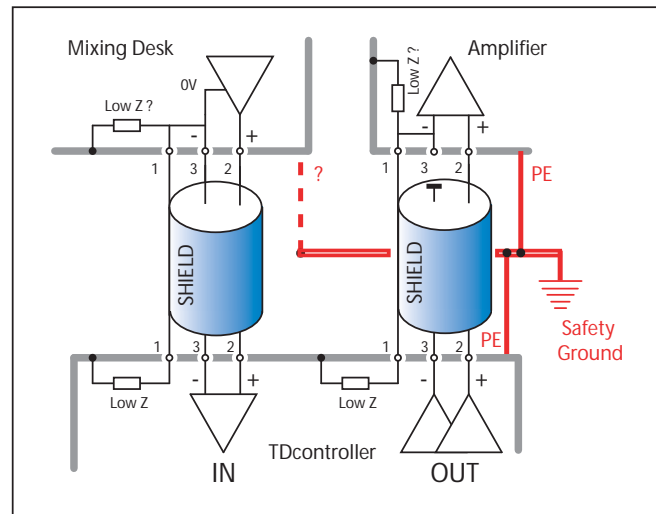 Mixing Desk
Amplifier
0V
Low Z ?
Low Z ?
- +
- +
1 3 2
1 3 2
?
PE
SHIELD
SHIELD
Safety
Ground
PE
1 3 2
1 3 2
- +
- +
Low Z
Low Z
TDcontroller
IN
OUT